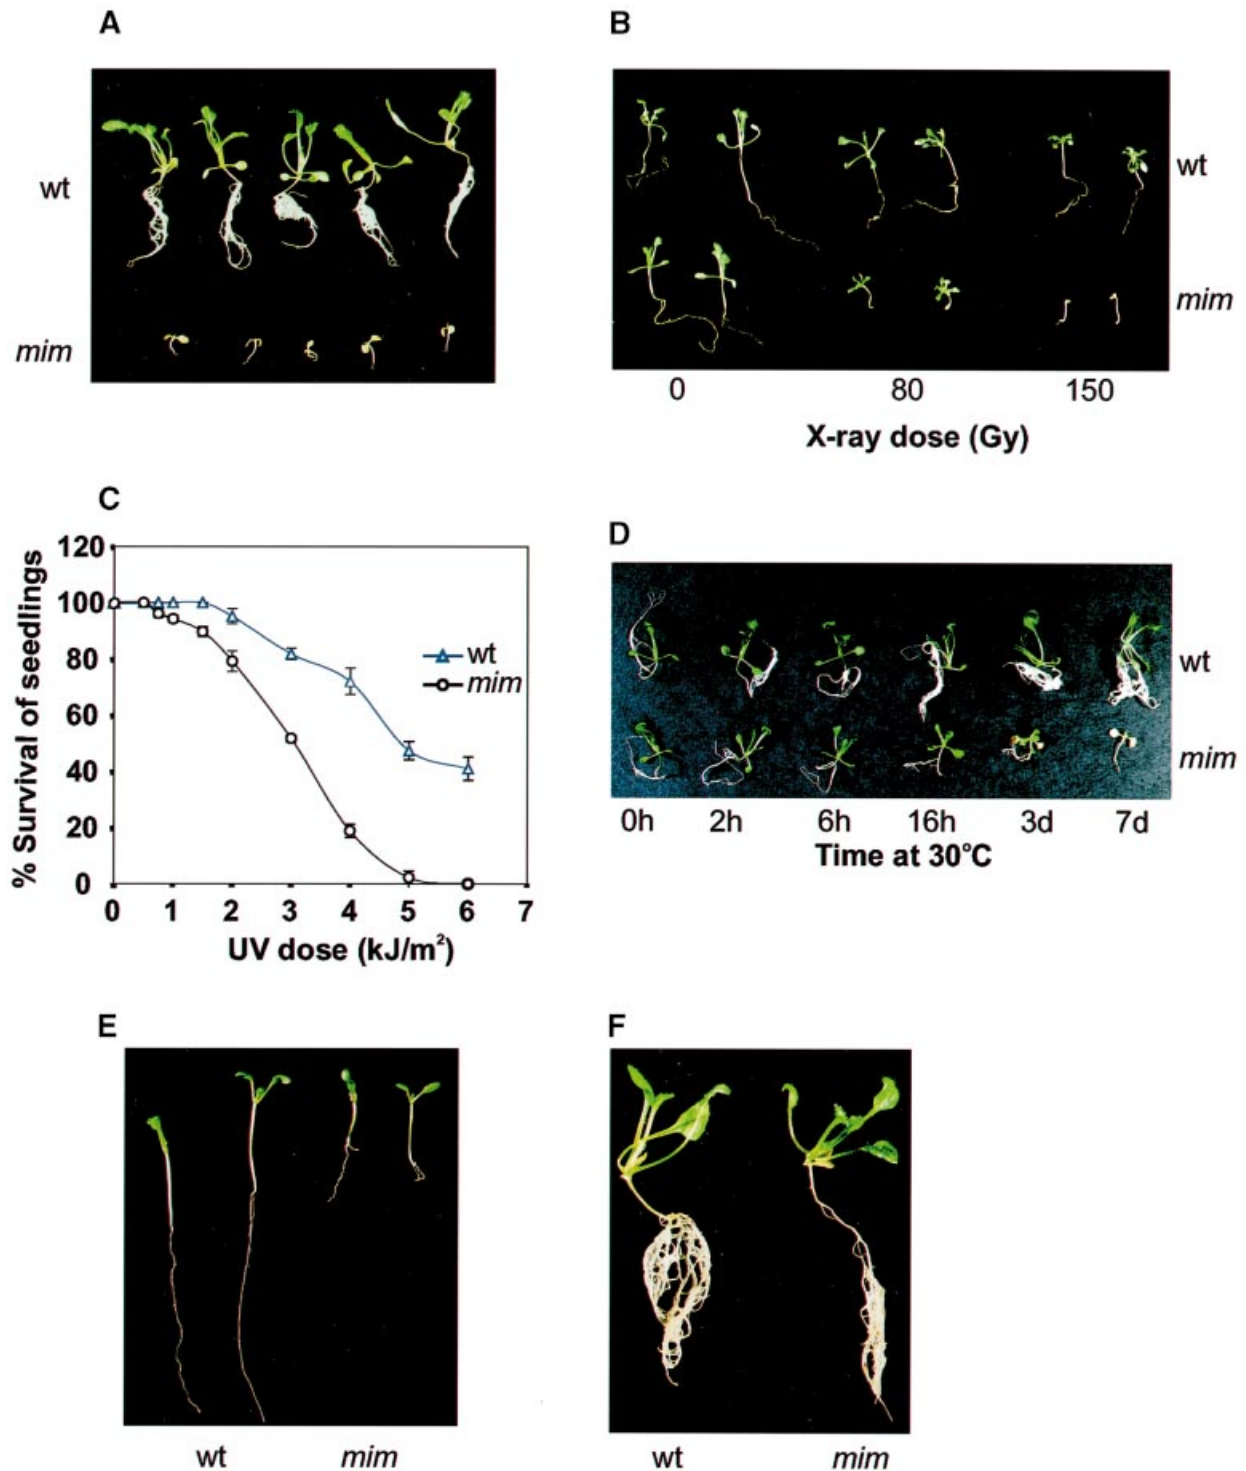 A
wt
mim
B
wt
mim
0 80 150
X-ray dose (Gy)
C
% Survival of seedlings
120
100
80
60
40
20
0
0 1 2 3 4 5 6 7
UV dose (kJ/m²)
wt
mim
D
wt
mim
0h 2h 6h 16h 3d 7d
Time at 30°C
E
wt mim
F
wt mim